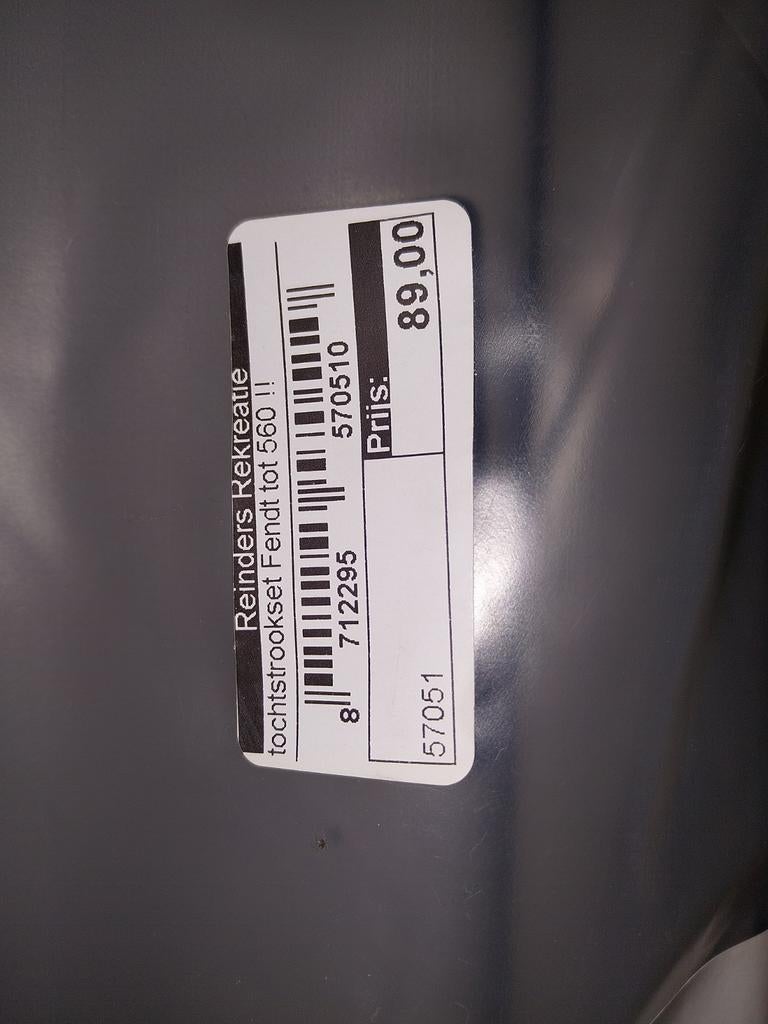 Reinders Rekreatie
tochtstrookset Fendt tot 560 !!
8 712295 570510
Prijs:
89,00
57051